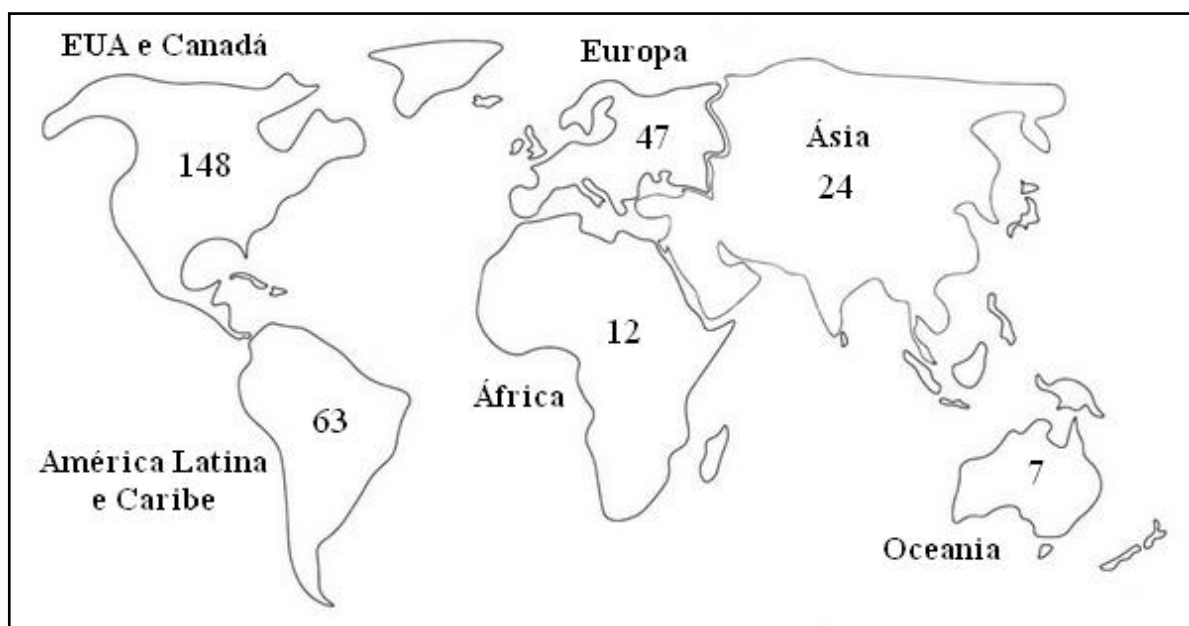 EUA e Canadá
Europa
148
47
Ásia
24
12
África
63
América Latina
e Caribe
7
Oceania